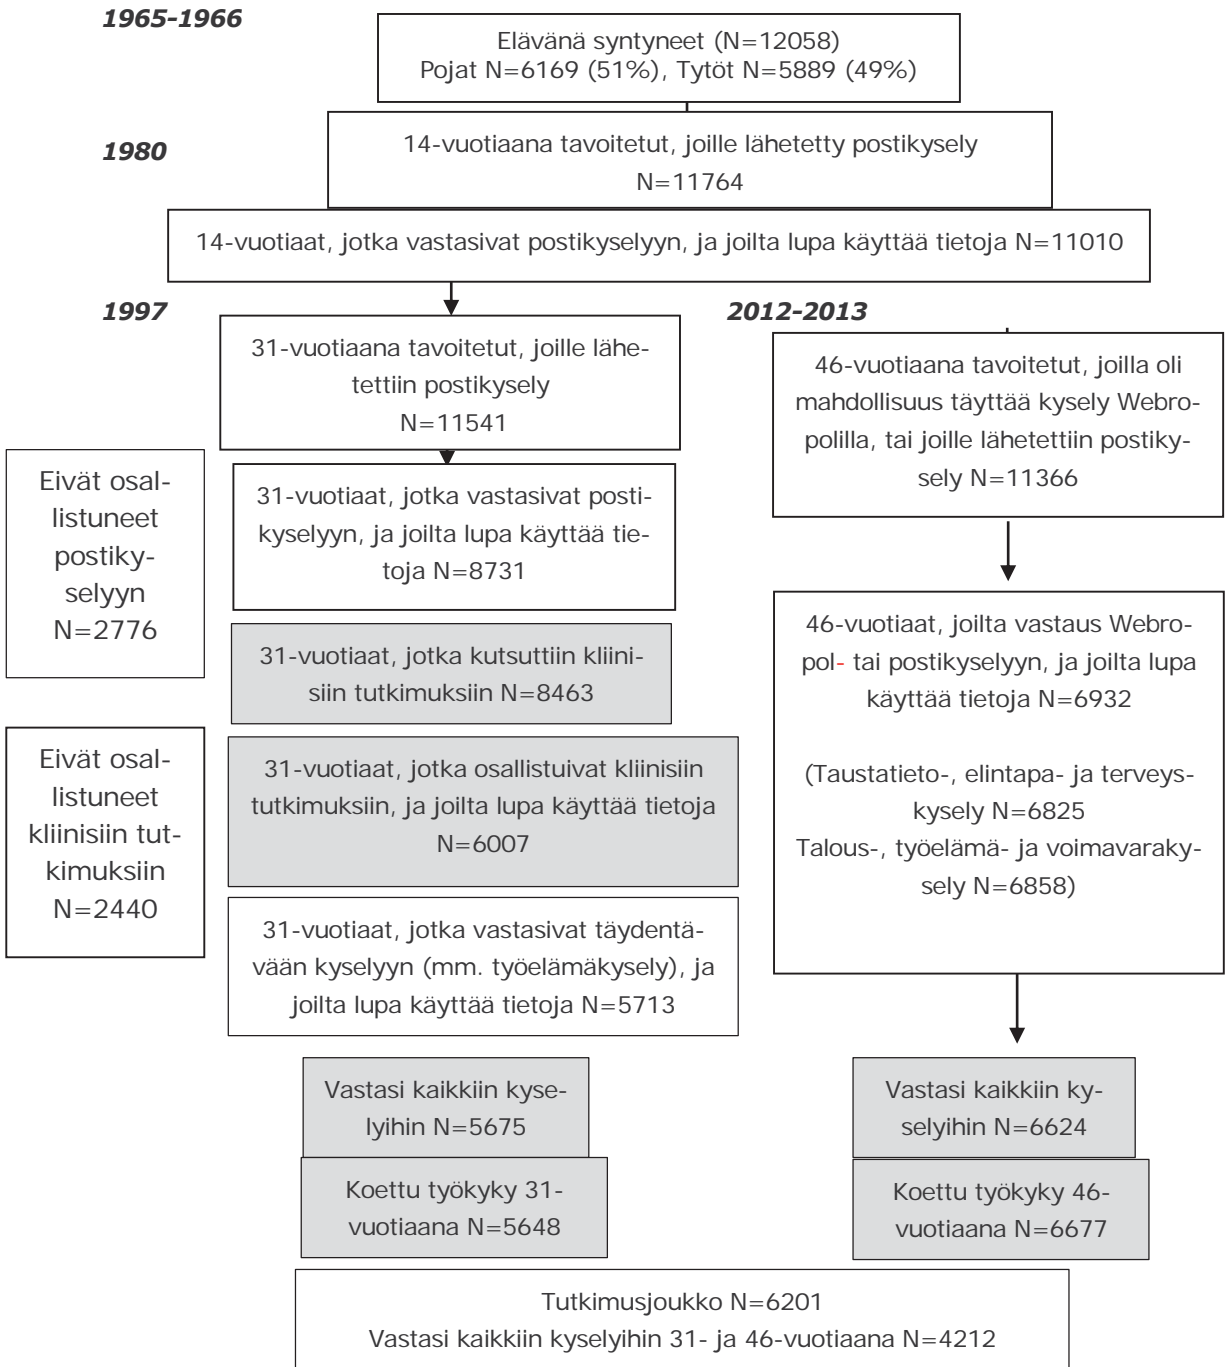 1965-1966
Elävänä syntyneet (N=12058)
Pojat N=6169 (51%), Tytöt N=5889 (49%)
1980
14-vuotiaana tavoitetut, joille lähetetty postikysely
N=11764
14-vuotiaat, jotka vastasivat postikyselyyn, ja joilta lupa käyttää tietoja N=11010
1997
31-vuotiaana tavoitetut, joille lähe-
tettiin postikysely
N=11541
Eivät osal-
listuneet
postiky-
selyyn
N=2776
31-vuotiaat, jotka vastasivat posti-
kyselyyn, ja joilta lupa käyttää tie-
toja N=8731
31-vuotiaat, jotka kutsuttiin kliini-
siin tutkimuksiin N=8463
Eivät osal-
listuneet
kliinisiin tut-
kimuksiin
N=2440
31-vuotiaat, jotka osallistuivat kliinisiin
tutkimuksiin, ja joilta lupa käyttää tietoja
N=6007
31-vuotiaat, jotka vastasivat täydentä-
vään kyselyyn (mm. työelämäkysely), ja
joilta lupa käyttää tietoja N=5713
Vastasi kaikkiin kyse-
lyihin N=5675
Koettu työkyky 31-
vuotiaana N=5648
2012-2013
46-vuotiaana tavoitetut, joilla oli
mahdollisuus täyttää kysely Webro-
polilla, tai joille lähetettiin postiky-
sely N=11366
46-vuotiaat, joilta vastaus Webro-
pol- tai postikyselyyn, ja joilta lupa
käyttää tietoja N=6932
(Taustatieto-, elintapa- ja terveys-
kysely N=6825
Talous-, työelämä- ja voimavaraky-
sely N=6858)
Vastasi kaikkiin ky-
selyihin N=6624
Koettu työkyky 46-
vuotiaana N=6677
Tutkimusjoukko N=6201
Vastasi kaikkiin kyselyihin 31- ja 46-vuotiaana N=4212